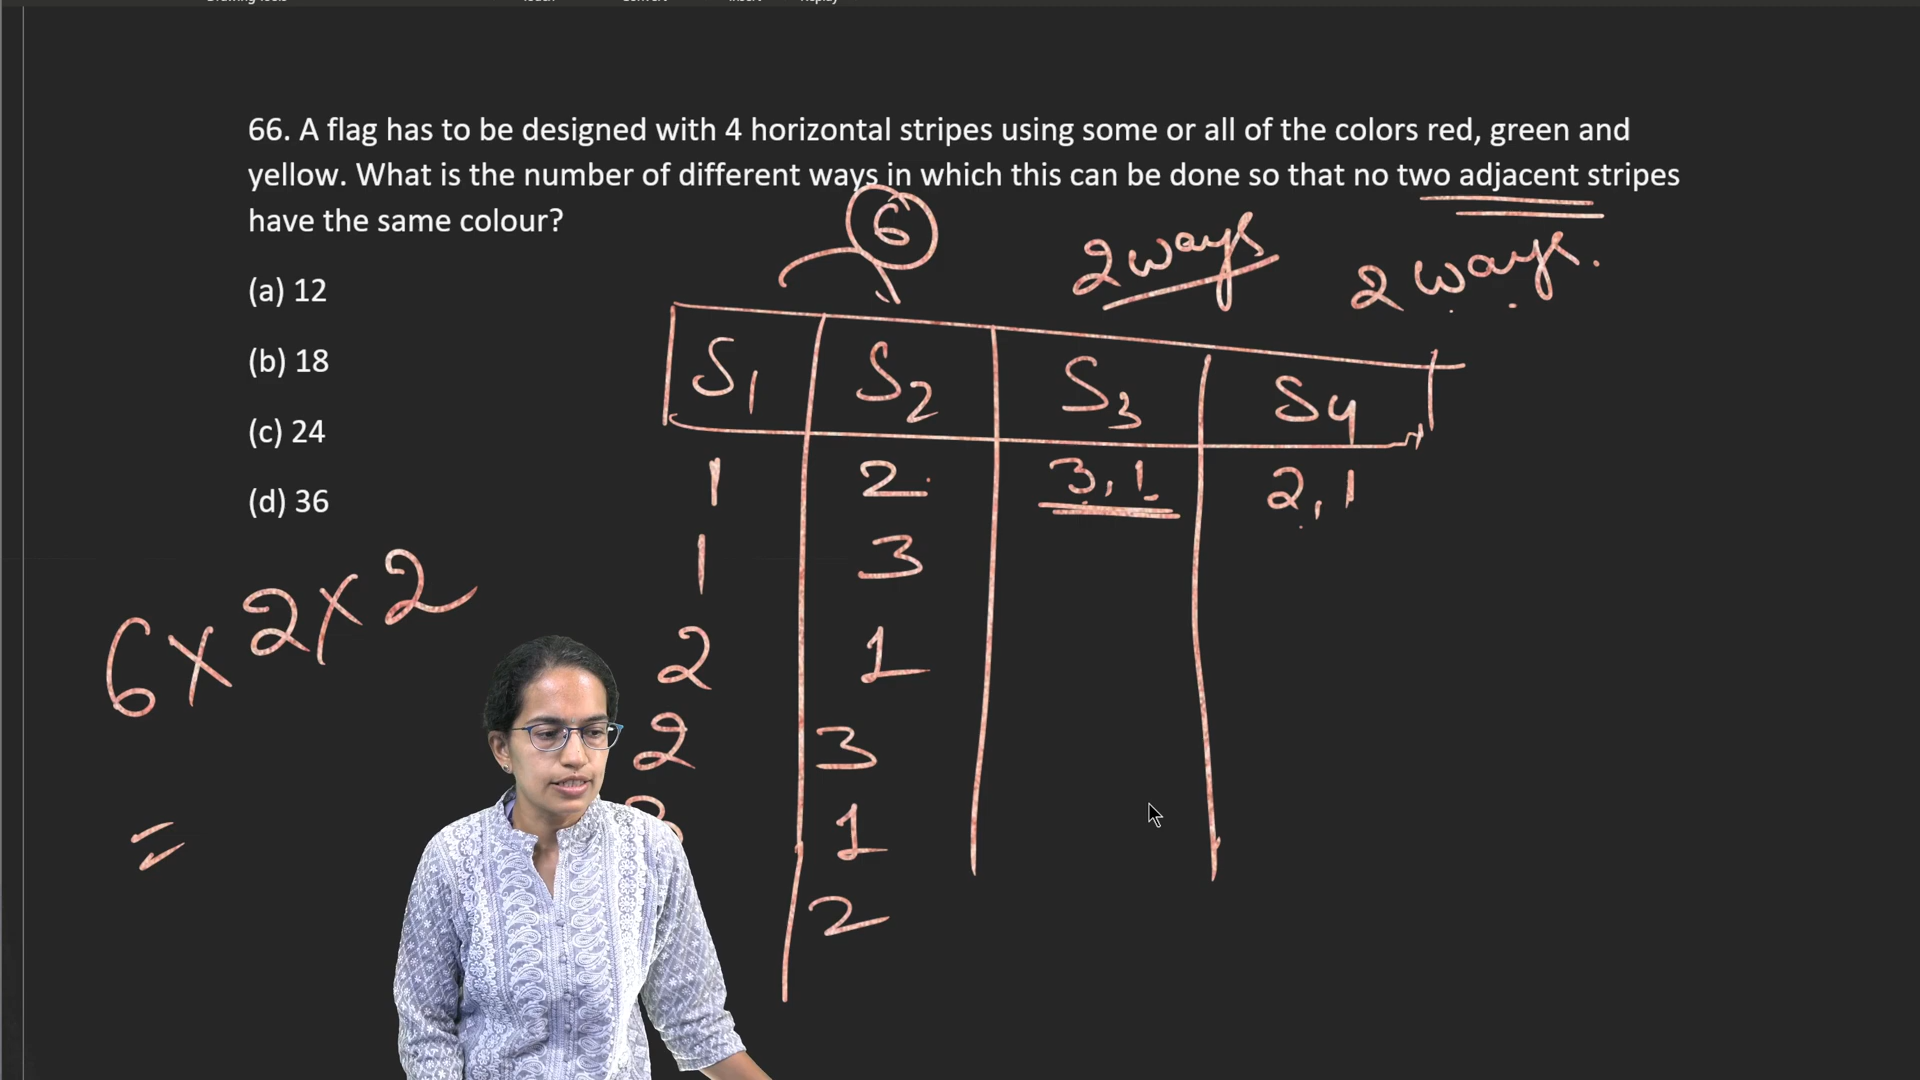 66. A flag has to be designed with 4 horizontal stripes using some or all of the colors red, green and
yellow. What is the number of different ways in which this can be done so that no two adjacent stripes
have the same colour?
6
2 ways
2 ways.
(a) 12
(b) 18
(c) 24
(d) 36
S1 S2 S3 S4
1 2 3,1 2,1
1 3
2 1
2 3
1
2
6x2x2
=